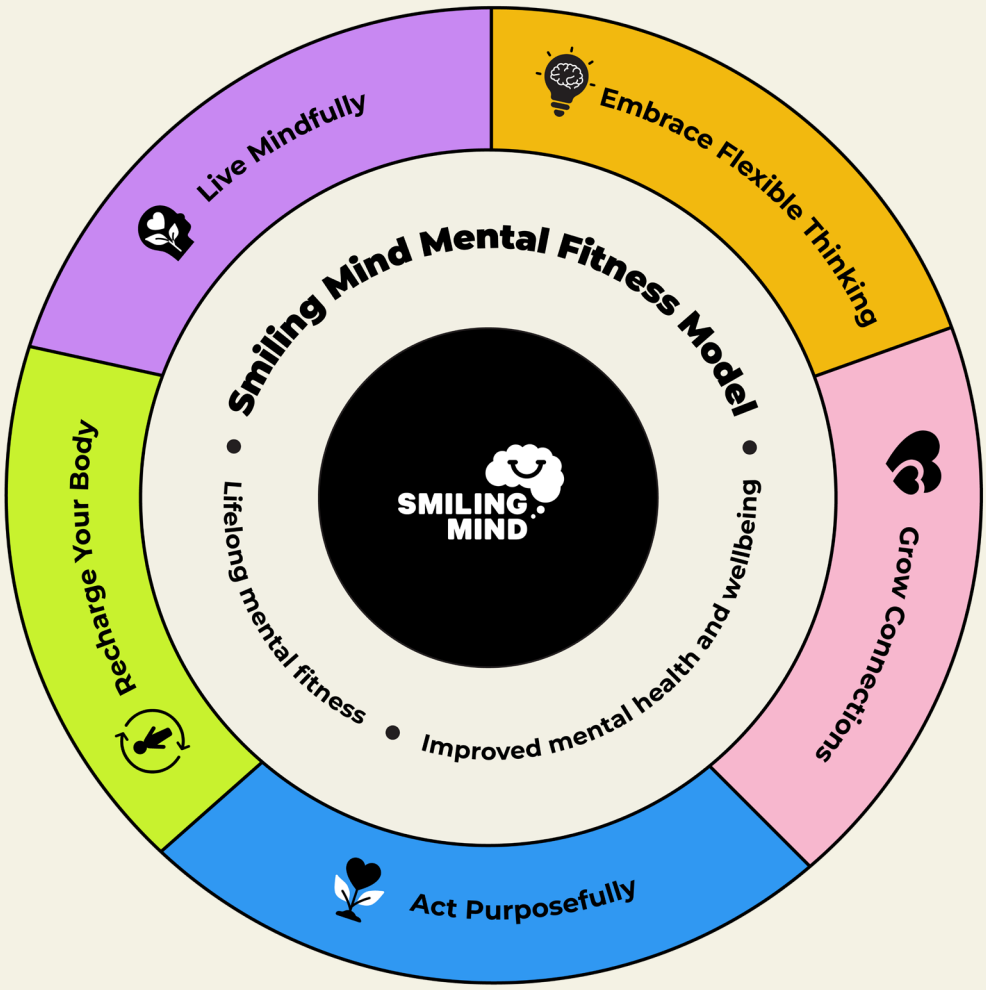 Live Mindfully
Embrace Flexible Thinking
Grow Connections
Act Purposefully
Recharge Your Body
Smiling Mind Mental Fitness Model
Lifelong mental fitness
Improved mental health and wellbeing
SMILING
MIND